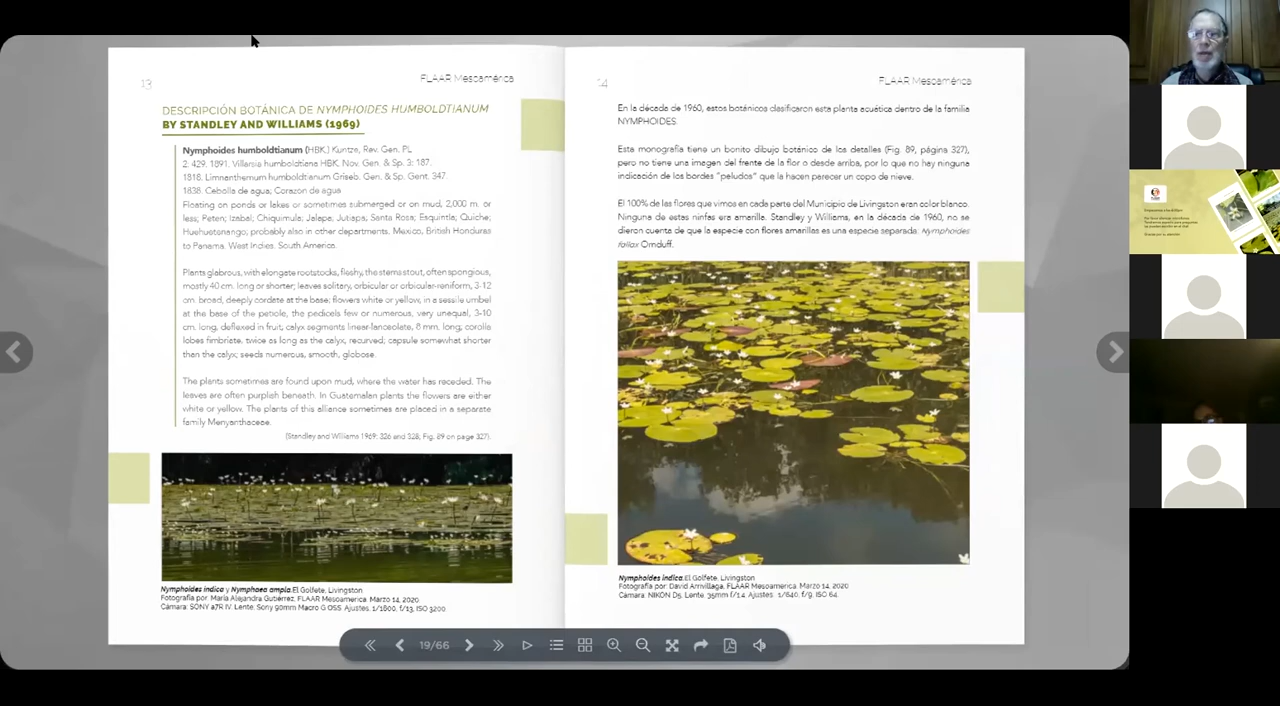 13
FLAAR Mesoamérica
DESCRIPCIÓN BOTÁNICA DE NYMPHOIDES HUMBOLDTIANUM
BY STANDLEY AND WILLIAMS (1969)
Nymphoides humboldtianum (HBK.) Kuntze, Rev. Gen. PL
2: 429. 1891. Villarsia humboldtiana HBK. Nov. Gen. & Sp. 3: 187.
1818. Limnanthemum humboldtianum Griseb. Gen. & Sp. Gent. 347.
1838. Cebolla de agua; Corazon de agua
Floating on ponds or lakes or sometimes submerged or on mud, 2,000 m. or
less; Peten; Izabal; Chiquimula; Jalapa; Jutiapa, Santa Rosa; Esquintla; Quiche;
Huehuetenango; probably also in other departments. Mexico, British Honduras
to Panama. West Indies. South America.
Plants glabrous, with elongate rootstocks, fleshy, the stems stout, often spongious,
mostly 40 cm. long or shorter; leaves solitary, orbicular or orbicular-reniform, 3-12
cm. broad, deeply cordate at the base; flowers white or yellow, in a sessile umbel
at the base of the petiole, the pedicels few or numerous, very unequal, 3-10
cm. long, deflexed in fruit, calyx segments linear-lanceolate, 8 mm. long; corolla
lobes fimbriate, twice as long as the calyx, recurved; capsule somewhat shorter
than the calyx; seeds numerous, smooth, globose.
The plants sometimes are found upon mud, where the water has receded. The
leaves are often purplish beneath. In Guatemalan plants the flowers are either
white or yellow. The plants of this alliance sometimes are placed in a separate
family Menyanthaceae.
(Standley and Williams 1969: 326 and 328; Fig. 89 on page 327).
Nymphoides indica y Nymphaea ampla. El Golfete, Livingston
Fotografía por: María Alejandra Gutiérrez, FLAAR Mesoamerica. Marzo 14, 2020.
Cámara: SONY a7R IV. Lente. Sony 90mm Macro G OSS. Ajustes. 1/1600. f/13. ISO 3200
14
FLAAR Mesoamérica
En la década de 1960, estos botánicos clasificaron esta planta acuática dentro de la familia
NYMPHOIDES.
Esta monografía tiene un bonito dibujo botánico de los detalles (Fig. 89, página 327),
pero no tiene una imagen del frente de la flor o desde arriba, por lo que no hay ninguna
indicación de los bordes "peludos" que la hacen parecer un copo de nieve.
El 100% de las flores que vimos en cada parte del Municipio de Livingston eran color blanco.
Ninguna de estas ninfas era amarilla. Standley y Williams, en la década de 1960, no se
dieron cuenta de que la especie con flores amarillas es una especie separada: Nymphoides
fallax Ornduff.
Nymphoides indica. El Golfete, Livingston
Fotografía por: David Arrivillaga, FLAAR Mesoamerica. Marzo 14, 2020
Cámara: NIKON D5. Lente. 35mm f/1.4. Ajustes. 1/640. f/9. ISO 64
19/66